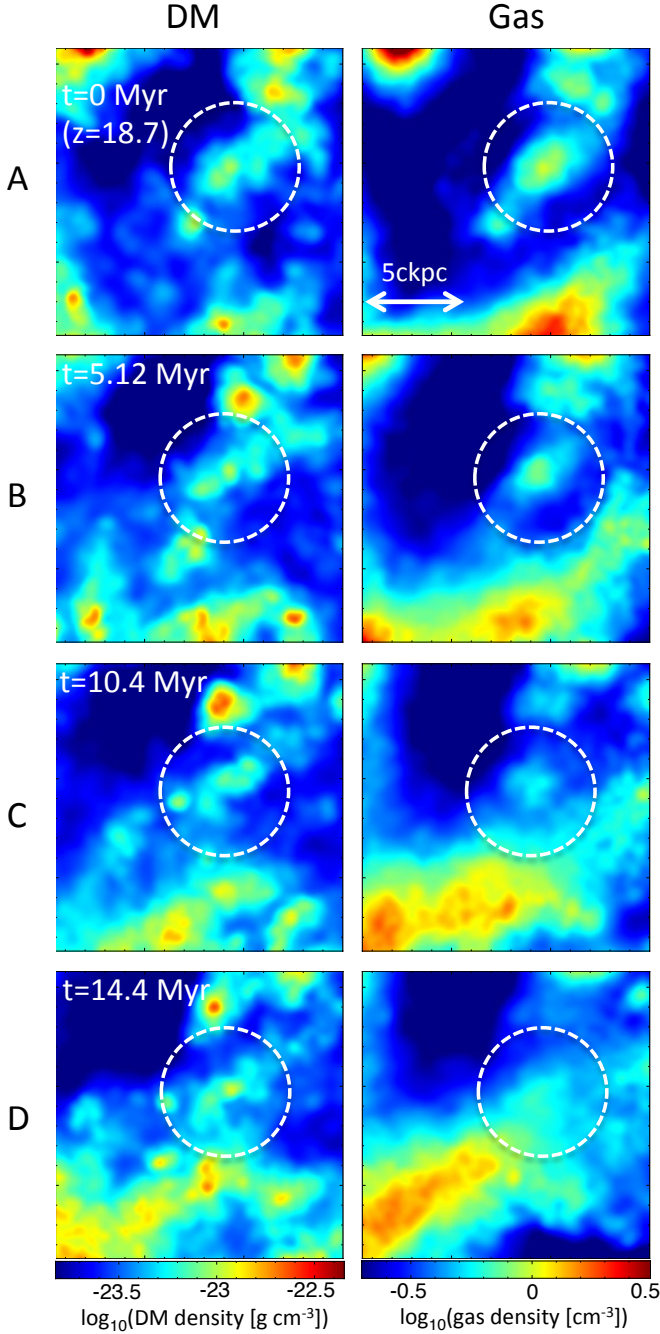 DM Gas
t=0 Myr
(z=18.7)
A
5ckpc
t=5.12 Myr
B
t=10.4 Myr
C
t=14.4 Myr
D
-23.5 -23 -22.5 -0.5 0 0.5
log₁₀(DM density [g cm⁻³]) log₁₀(gas density [cm⁻³])